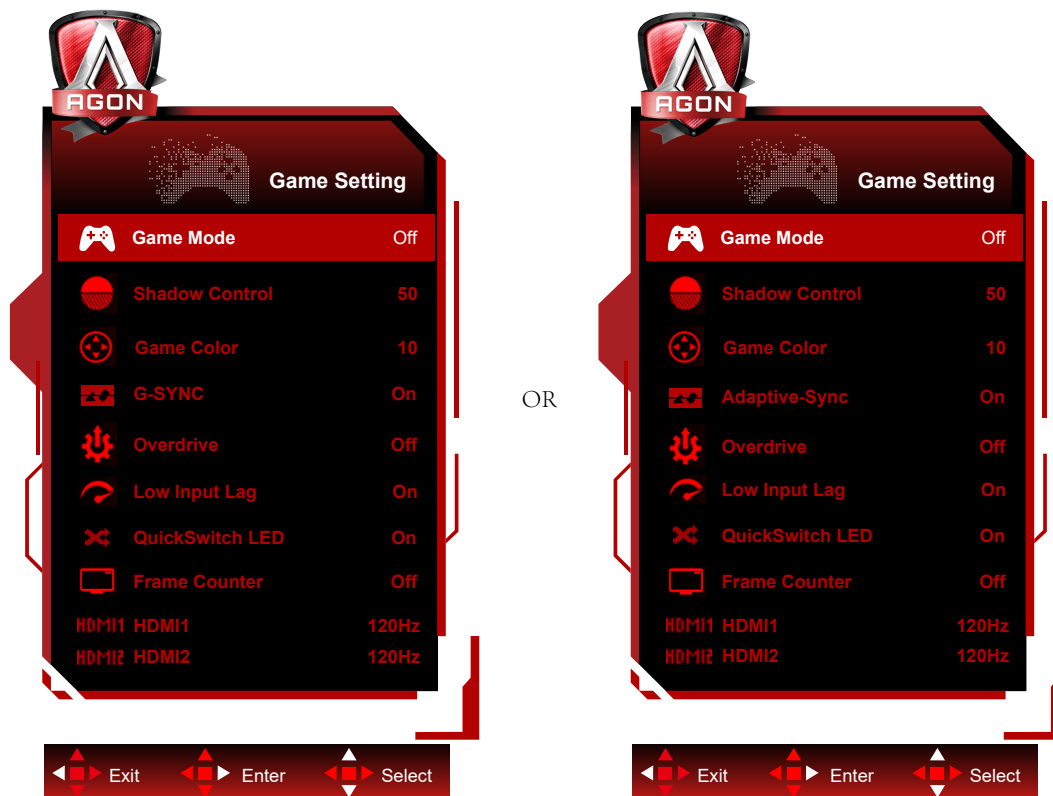 AGON
Game Setting
Game Mode Off
Shadow Control 50
Game Color 10
G-SYNC On
Overdrive Off
Low Input Lag On
QuickSwitch LED On
Frame Counter Off
HDMI1 HDMI1 120Hz
HDMI2 HDMI2 120Hz
Exit Enter Select
OR
AGON
Game Setting
Game Mode Off
Shadow Control 50
Game Color 10
Adaptive-Sync On
Overdrive Off
Low Input Lag On
QuickSwitch LED On
Frame Counter Off
HDMI1 HDMI1 120Hz
HDMI2 HDMI2 120Hz
Exit Enter Select